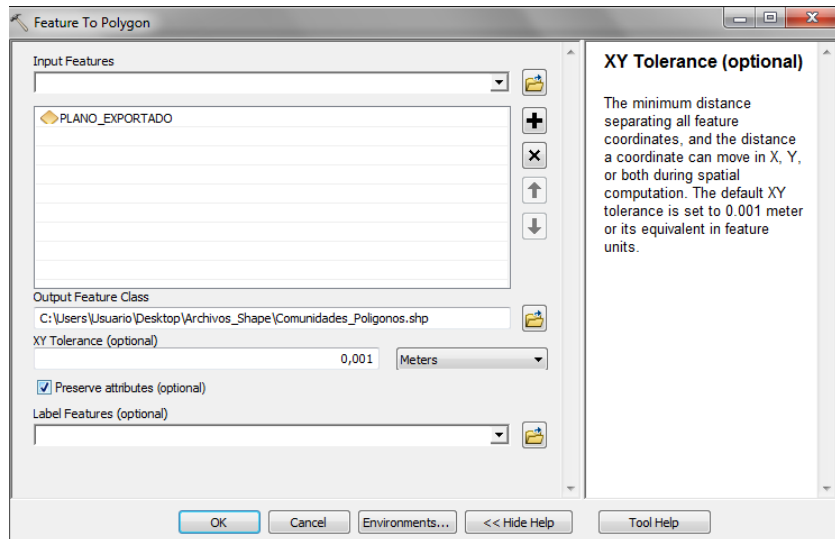 Feature To Polygon
Input Features
PLANO_EXPORTADO
Output Feature Class
C:\Users\Usuario\Desktop\Archivos_Shape\Comunidades_Poligonos.shp
XY Tolerance (optional)
0,001 Meters
Preserve attributes (optional)
Label Features (optional)
XY Tolerance (optional)
The minimum distance
separating all feature
coordinates, and the distance
a coordinate can move in X, Y,
or both during spatial
computation. The default XY
tolerance is set to 0.001 meter
or its equivalent in feature
units.
OK Cancel Environments... << Hide Help Tool Help